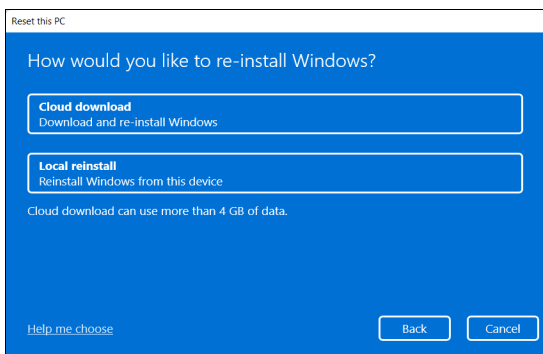 Reset this PC
How would you like to re-install Windows?
Cloud download
Download and re-install Windows
Local reinstall
Reinstall Windows from this device
Cloud download can use more than 4 GB of data.
Help me choose
Back
Cancel